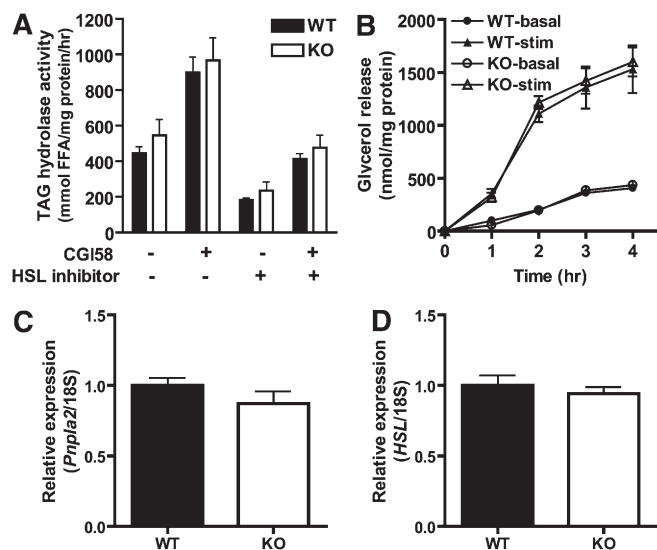 A
WT
KO
TAG hydrolase activity
(mmol FFA/mg protein/hr)
1200
1000
800
600
400
200
0
CGI58 - + - +
HSL inhibitor - - + +
B
WT-basal
WT-stim
KO-basal
KO-stim
Glycerol release
(nmol/mg protein)
2000
1500
1000
500
0
0 1 2 3 4
Time (hr)
C
Relative expression
(Pnpla2/18S)
1.5
1.0
0.5
0.0
WT KO
D
Relative expression
(HSL/18S)
1.5
1.0
0.5
0.0
WT KO